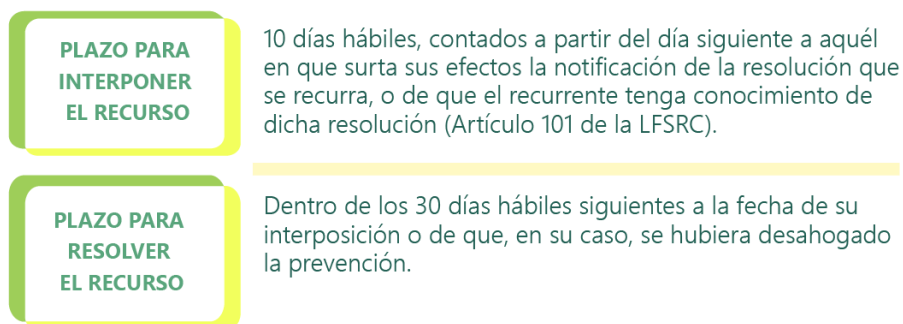 PLAZO PARA
INTERPONER
EL RECURSO
10 días hábiles, contados a partir del día siguiente a aquél
en que surta sus efectos la notificación de la resolución que
se recurra, o de que el recurrente tenga conocimiento de
dicha resolución (Artículo 101 de la LFSRC).
PLAZO PARA
RESOLVER
EL RECURSO
Dentro de los 30 días hábiles siguientes a la fecha de su
interposición o de que, en su caso, se hubiera desahogado
la prevención.